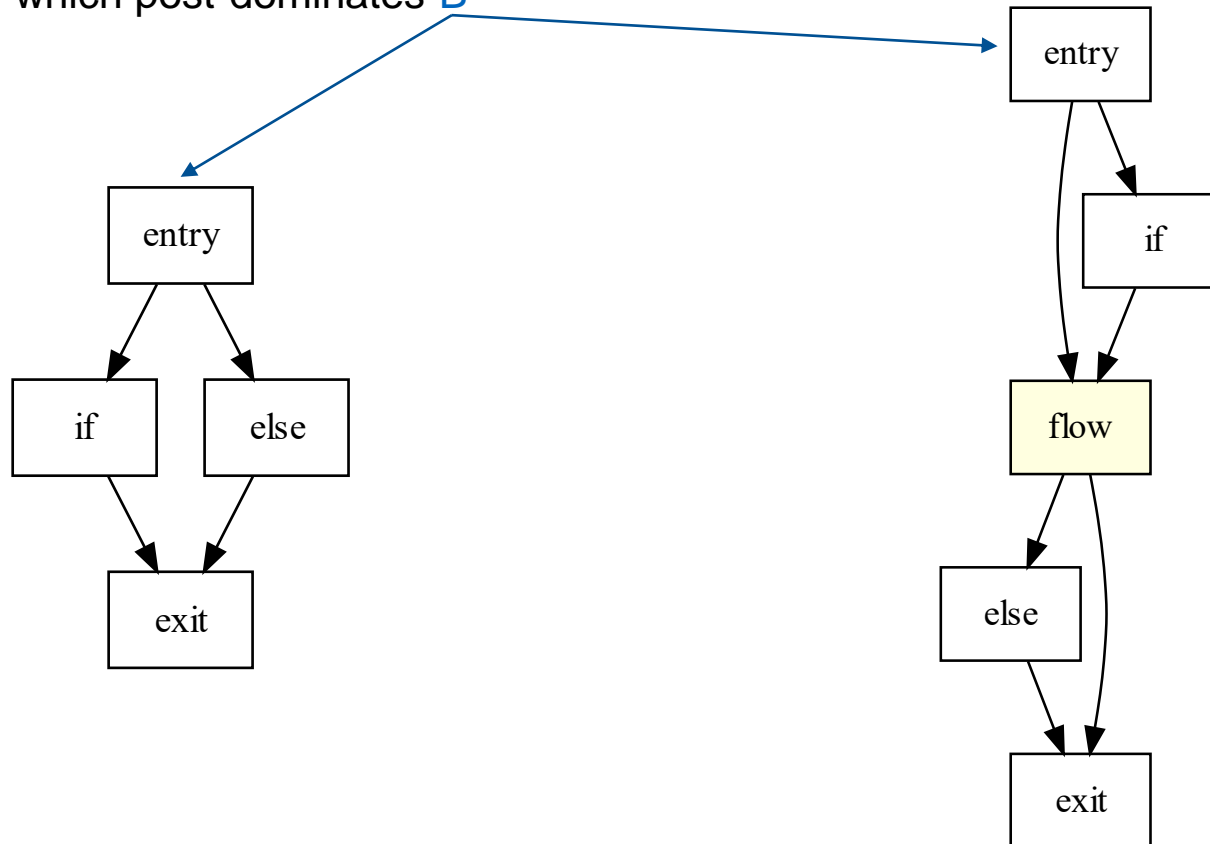 which post-dominates B
entry
if
else
exit
entry
if
flow
else
exit